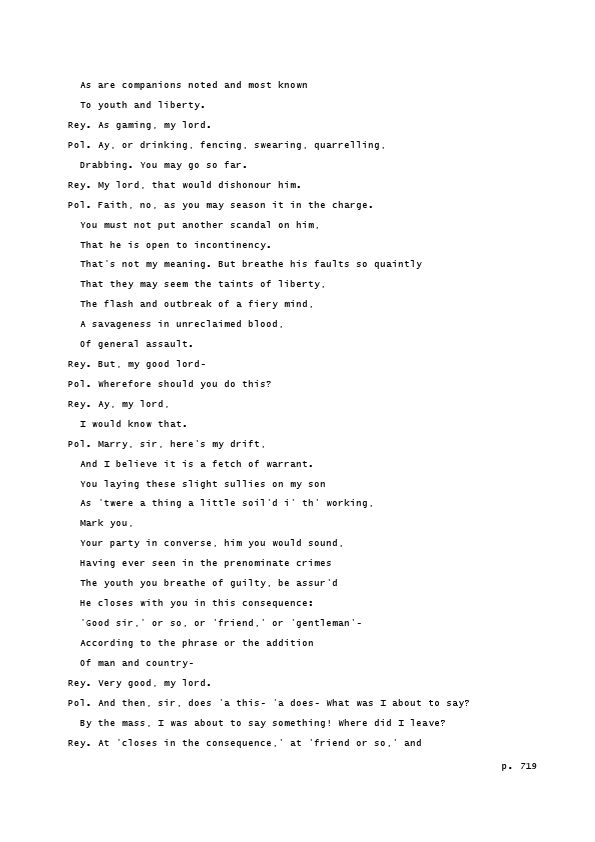 As are companions noted and most known
To youth and liberty.
Rey. As gaming, my lord.
Pol. Ay, or drinking, fencing, swearing, quarrelling,
Drabbing. You may go so far.
Rey. My lord, that would dishonour him.
Pol. Faith, no, as you may season it in the charge.
You must not put another scandal on him,
That he is open to incontinency.
That's not my meaning. But breathe his faults so quaintly
That they may seem the taints of liberty,
The flash and outbreak of a fiery mind,
A savageness in unreclaimed blood,
Of general assault.
Rey. But, my good lord-
Pol. Wherefore should you do this?
Rey. Ay, my lord,
I would know that.
Pol. Marry, sir, here's my drift,
And I believe it is a fetch of warrant.
You laying these slight sullies on my son
As 'twere a thing a little soil'd i' th' working,
Mark you,
Your party in converse, him you would sound,
Having ever seen in the prenominate crimes
The youth you breathe of guilty, be assur'd
He closes with you in this consequence:
'Good sir,' or so, or 'friend,' or 'gentleman'-
According to the phrase or the addition
Of man and country-
Rey. Very good, my lord.
Pol. And then, sir, does 'a this- 'a does- What was I about to say?
By the mass, I was about to say something! Where did I leave?
Rey. At 'closes in the consequence,' at 'friend or so,' and
p. 719